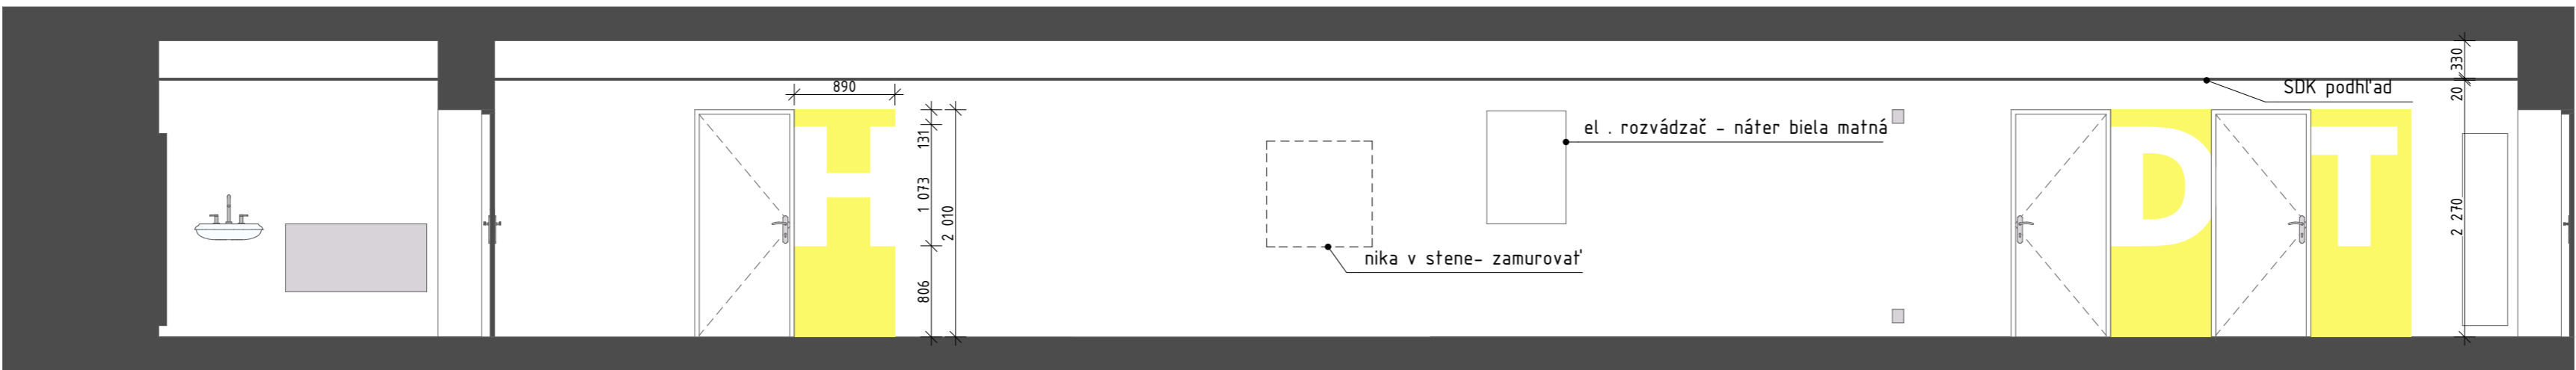 890
131
1 073
2 010
806
H
nika v stene- zamurovať
el . rozvádzač - náter biela matná
D
T
SDK podhľad
330
20
2 270